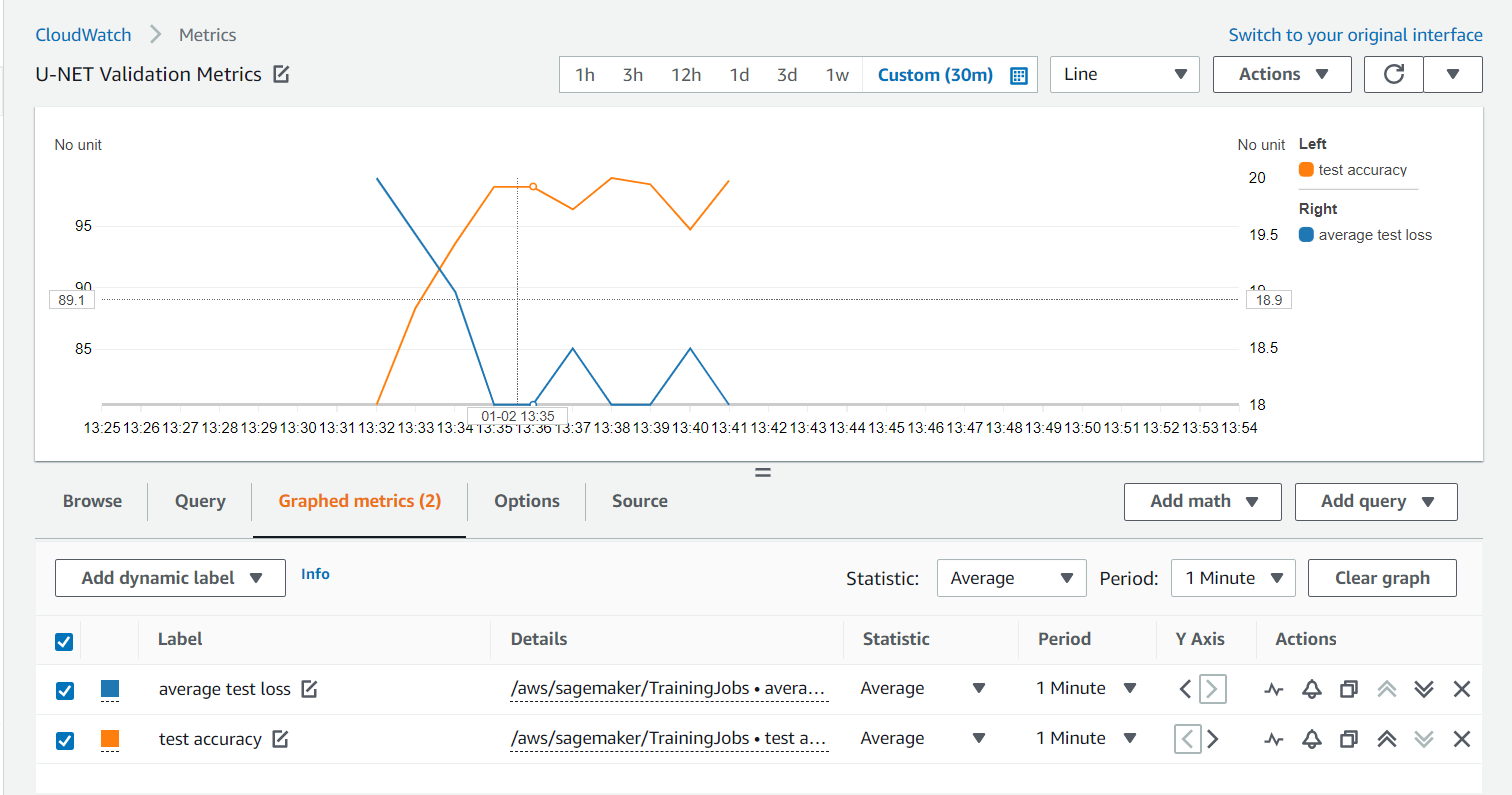 CloudWatch > Metrics
Switch to your original interface
U-NET Validation Metrics
1h 3h 12h 1d 3d 1w Custom (30m)
Line
Actions
No unit
No unit
Left
test accuracy
Right
average test loss
95
90
89.1
85
20
19.5
19
18.9
18.5
18
01-02 13:35
13:25 13:26 13:27 13:28 13:29 13:30 13:31 13:32 13:33 13:34 13:35 13:36 13:37 13:38 13:39 13:40 13:41 13:42 13:43 13:44 13:45 13:46 13:47 13:48 13:49 13:50 13:51 13:52 13:53 13:54
Browse Query Graphed metrics (2) Options Source
Add math Add query
Add dynamic label Info Statistic: Average Period: 1 Minute Clear graph
Label Details Statistic Period Y Axis Actions
average test loss /aws/sagemaker/TrainingJobs • avera... Average 1 Minute
test accuracy /aws/sagemaker/TrainingJobs • test a... Average 1 Minute